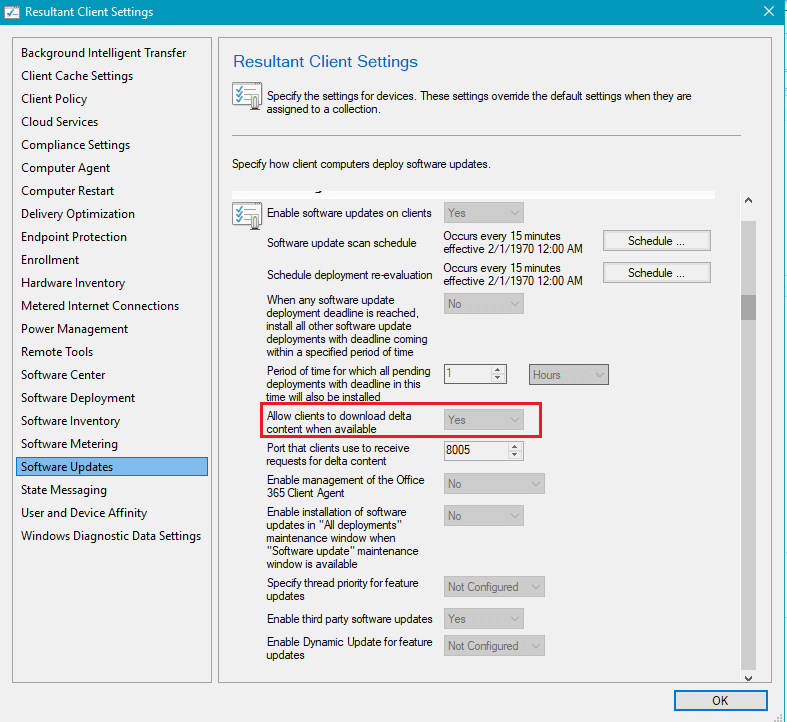 Resultant Client Settings
Background Intelligent Transfer
Client Cache Settings
Client Policy
Cloud Services
Compliance Settings
Computer Agent
Computer Restart
Delivery Optimization
Endpoint Protection
Enrollment
Hardware Inventory
Metered Internet Connections
Power Management
Remote Tools
Software Center
Software Deployment
Software Inventory
Software Metering
Software Updates
State Messaging
User and Device Affinity
Windows Diagnostic Data Settings
Resultant Client Settings
Specify the settings for devices. These settings override the default settings when they are
assigned to a collection.
Specify how client computers deploy software updates.
Enable software updates on clients
Yes
Software update scan schedule
Occurs every 15 minutes
effective 2/1/1970 12:00 AM
Schedule ...
Schedule deployment re-evaluation
Occurs every 15 minutes
effective 2/1/1970 12:00 AM
Schedule ...
When any software update
deployment deadline is reached,
install all other software update
deployments with deadline coming
within a specified period of time
No
Period of time for which all pending
deployments with deadline in this
time will also be installed
1
Hours
Allow clients to download delta
content when available
Yes
Port that clients use to receive
requests for delta content
8005
Enable management of the Office
365 Client Agent
No
Enable installation of software
updates in "All deployments"
maintenance window when
"Software update" maintenance
window is available
No
Specify thread priority for feature
updates
Not Configured
Enable third party software updates
Yes
Enable Dynamic Update for feature
updates
Not Configured
OK